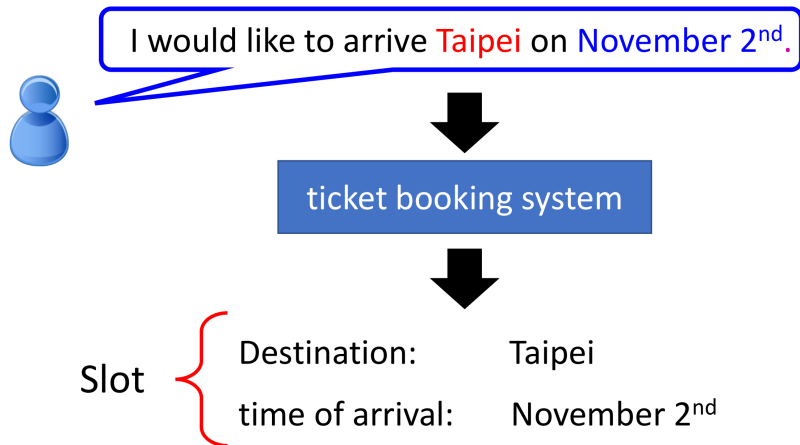 I would like to arrive Taipei on November 2nd.
ticket booking system
Slot
Destination: Taipei
time of arrival: November 2nd